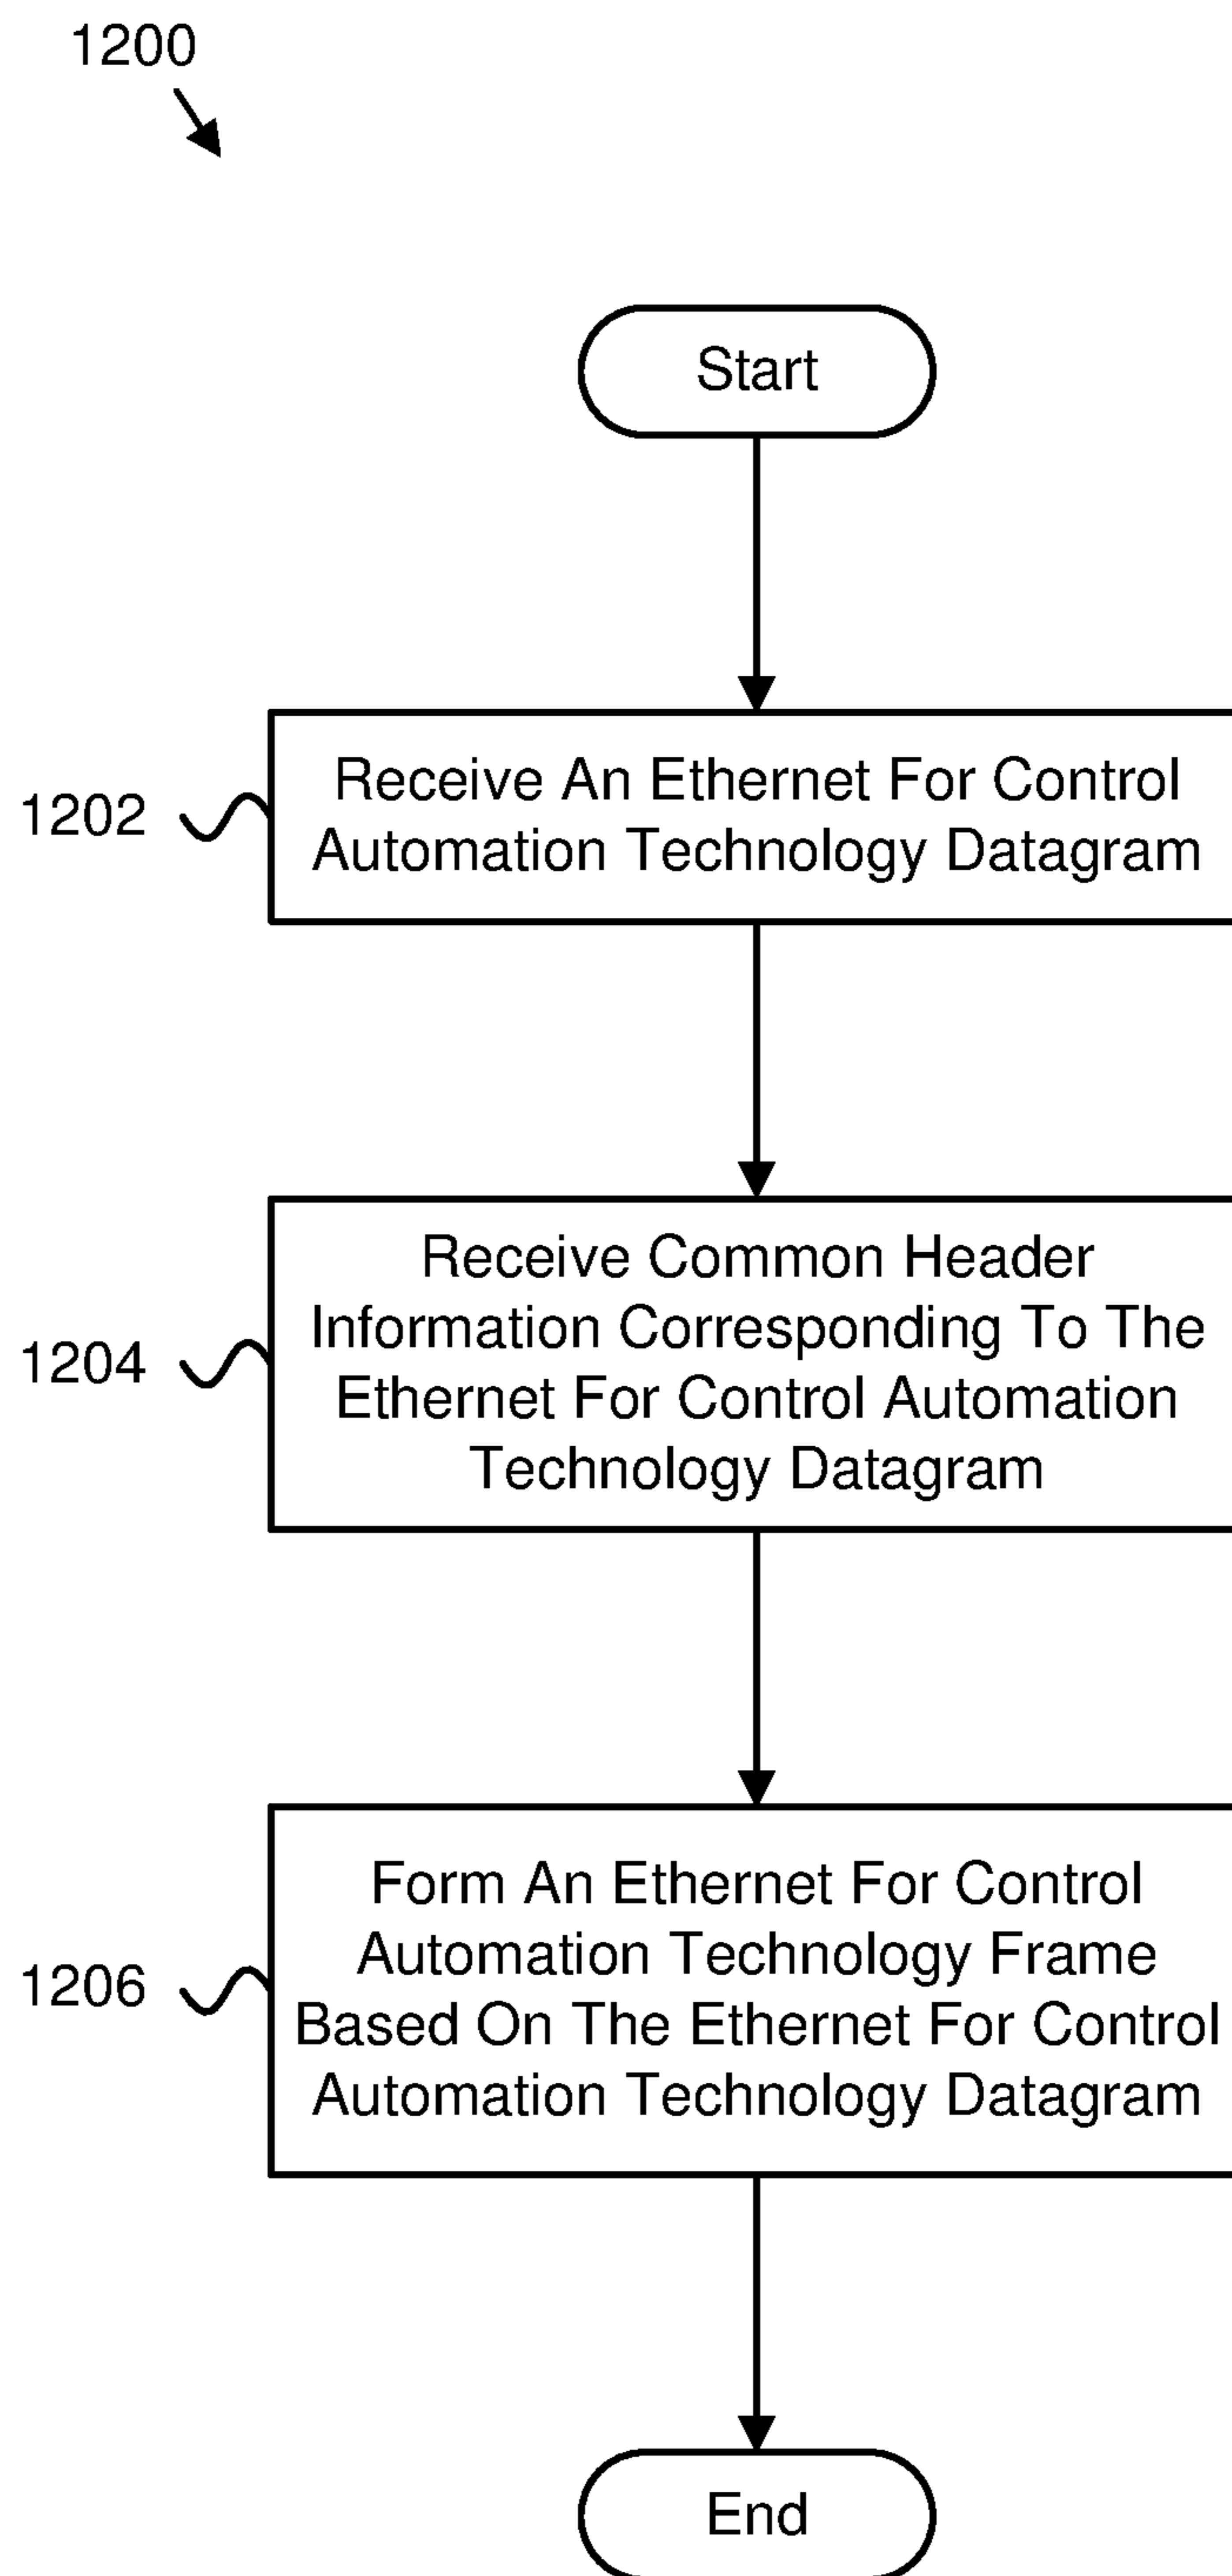 1200
Start
1202
Receive An Ethernet For Control
Automation Technology Datagram
1204
Receive Common Header
Information Corresponding To The
Ethernet For Control Automation
Technology Datagram
1206
Form An Ethernet For Control
Automation Technology Frame
Based On The Ethernet For Control
Automation Technology Datagram
End